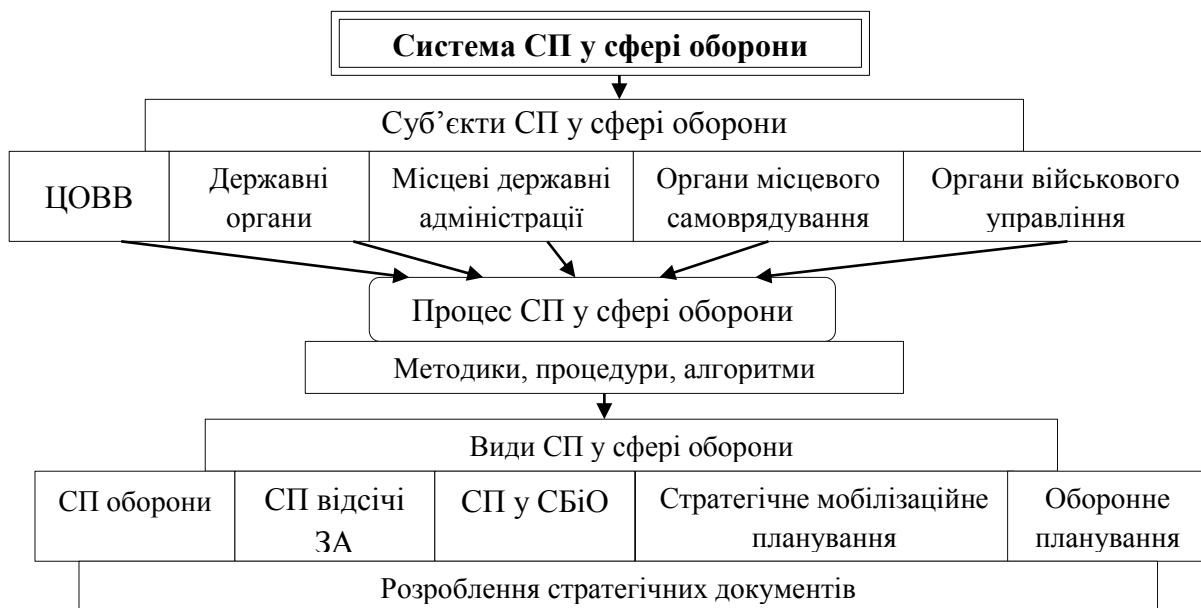 Система СП у сфері оборони
Суб’єкти СП у сфері оборони
ЦОВВ
Державні
органи
Місцеві державні
адміністрації
Органи місцевого
самоврядування
Органи військового
управління
Процес СП у сфері оборони
Методики, процедури, алгоритми
Види СП у сфері оборони
СП оборони
СП відсічі
ЗА
СП у СБіО
Стратегічне мобілізаційне
планування
Оборонне
планування
Розроблення стратегічних документів